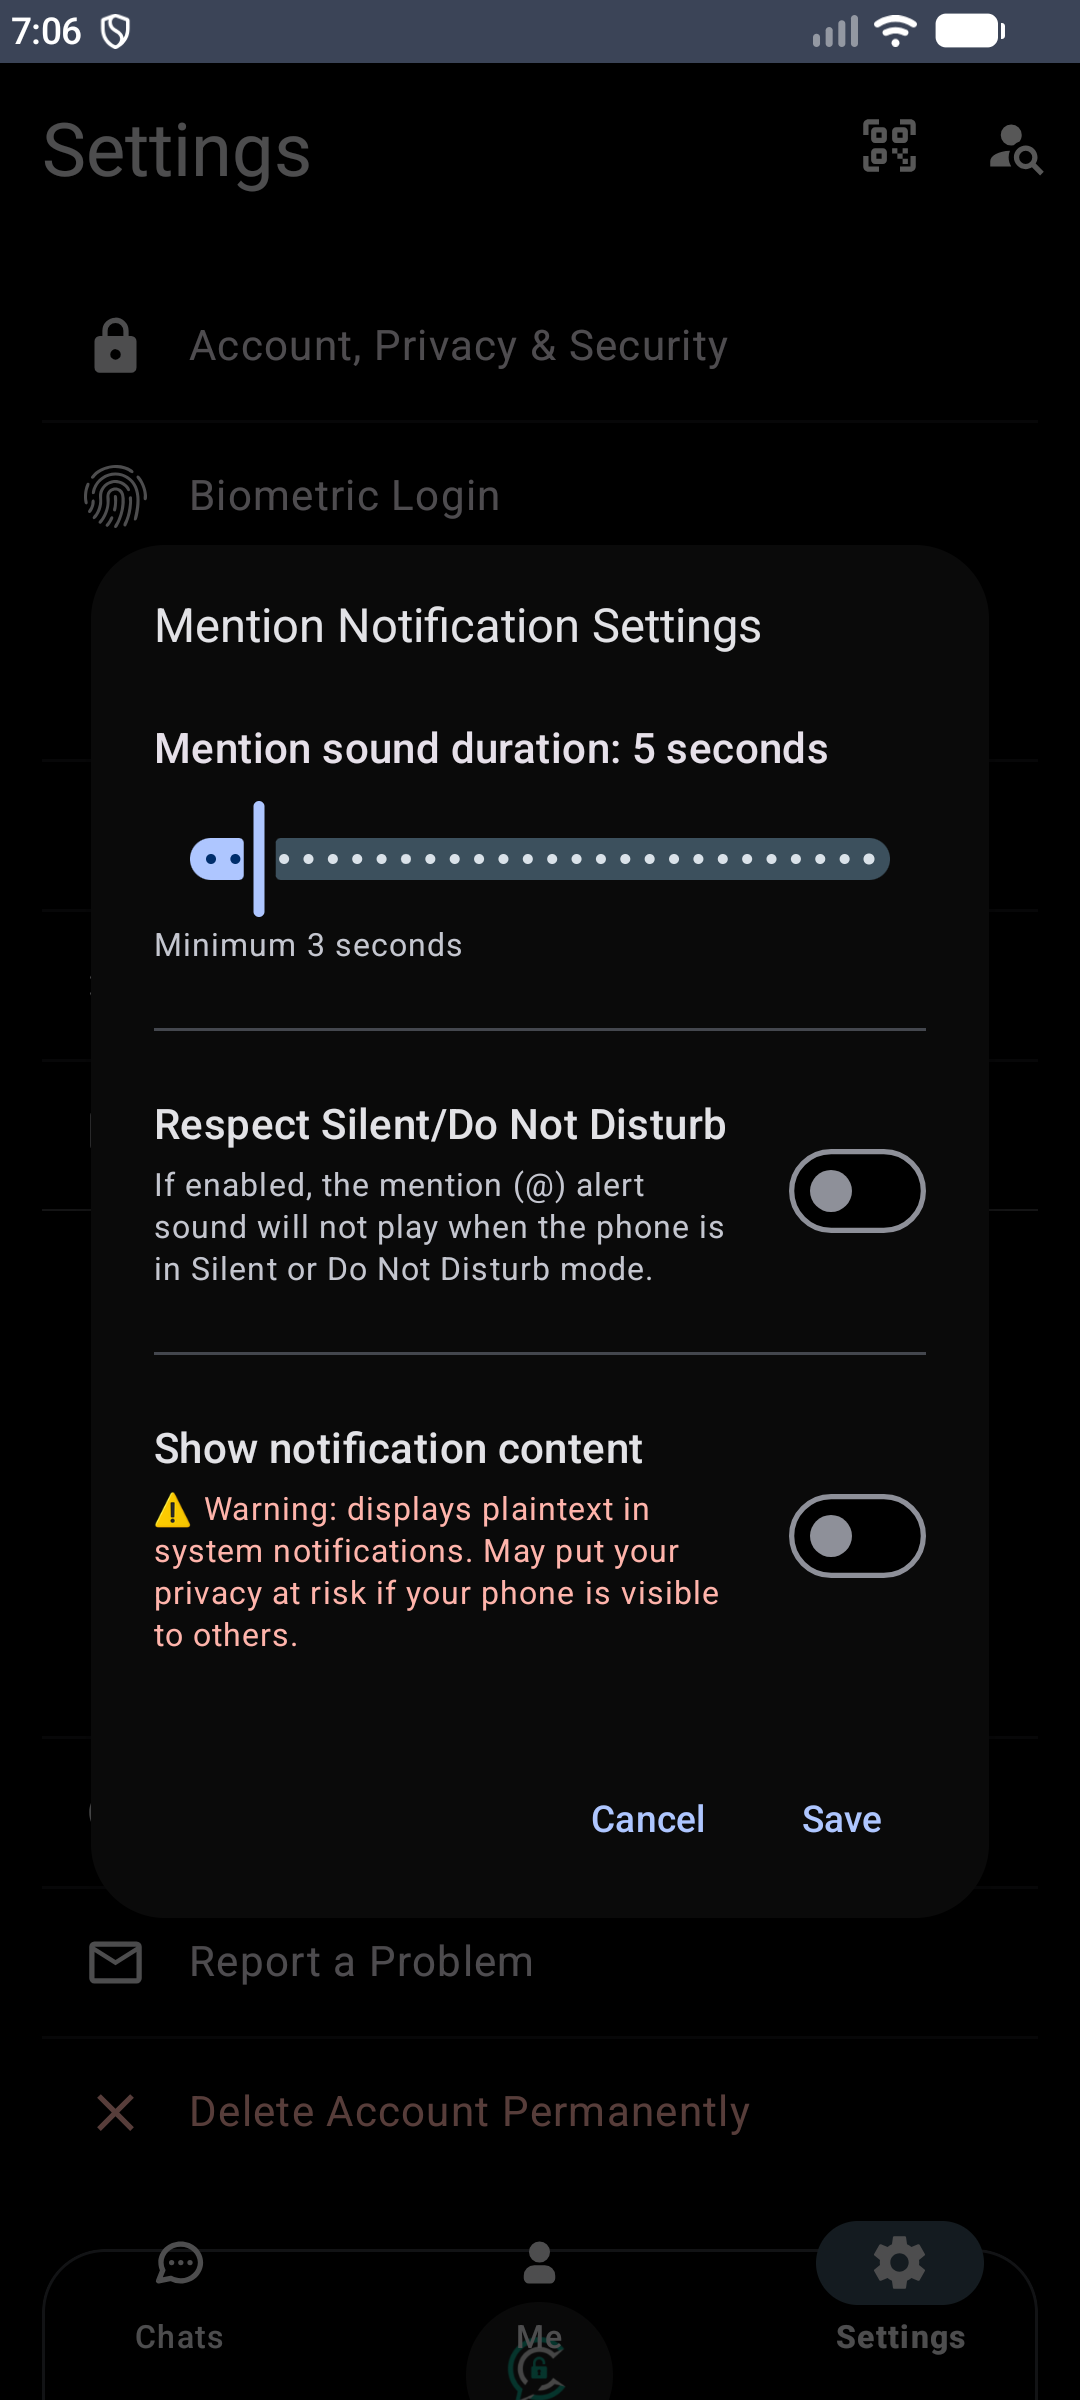 7:06
Settings
Account, Privacy & Security
Biometric Login
Mention Notification Settings
Mention sound duration: 5 seconds
Minimum 3 seconds
Respect Silent/Do Not Disturb
If enabled, the mention (@) alert
sound will not play when the phone is
in Silent or Do Not Disturb mode.
Show notification content
⚠️ Warning: displays plaintext in
system notifications. May put your
privacy at risk if your phone is visible
to others.
Cancel Save
Report a Problem
Delete Account Permanently
Chats Me Settings